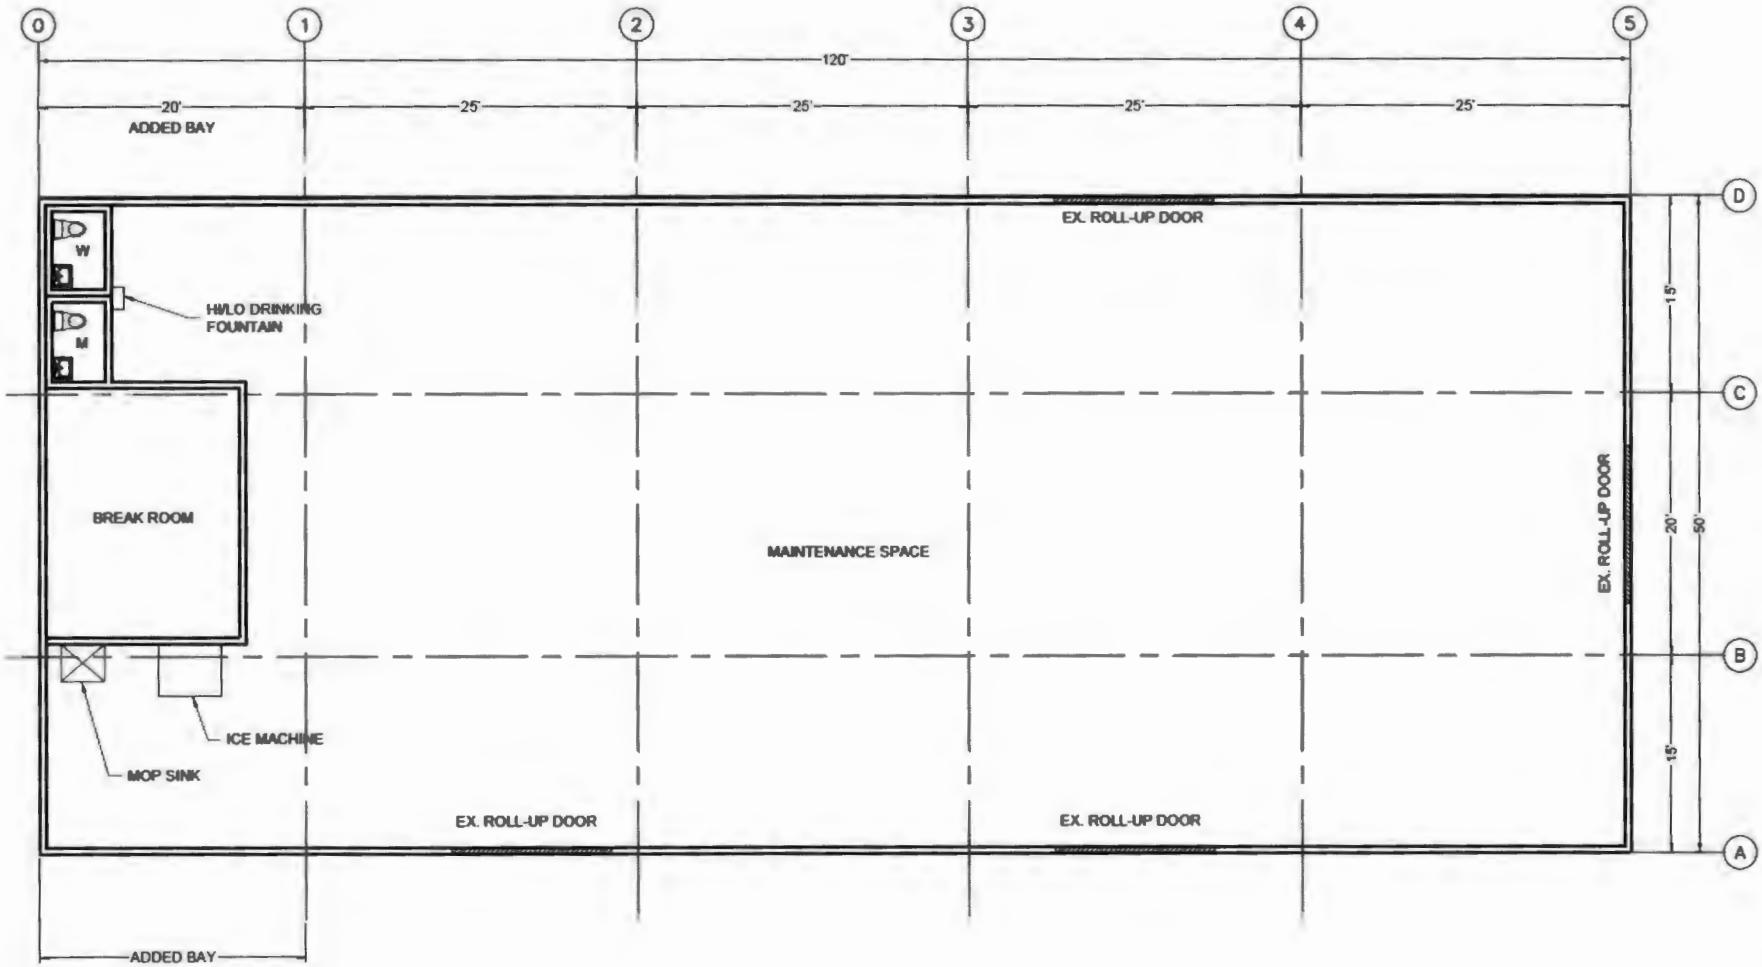 0 1 2 3 4 5
120'
20' 25' 25' 25' 25'
ADDED BAY
D
EX. ROLL-UP DOOR
W
15'
HI/LO DRINKING
FOUNTAIN
M
C
EX. ROLL-UP DOOR
BREAK ROOM
20' 50'
MAINTENANCE SPACE
B
ICE MACHINE
15'
MOP SINK
EX. ROLL-UP DOOR EX. ROLL-UP DOOR
A
ADDED BAY